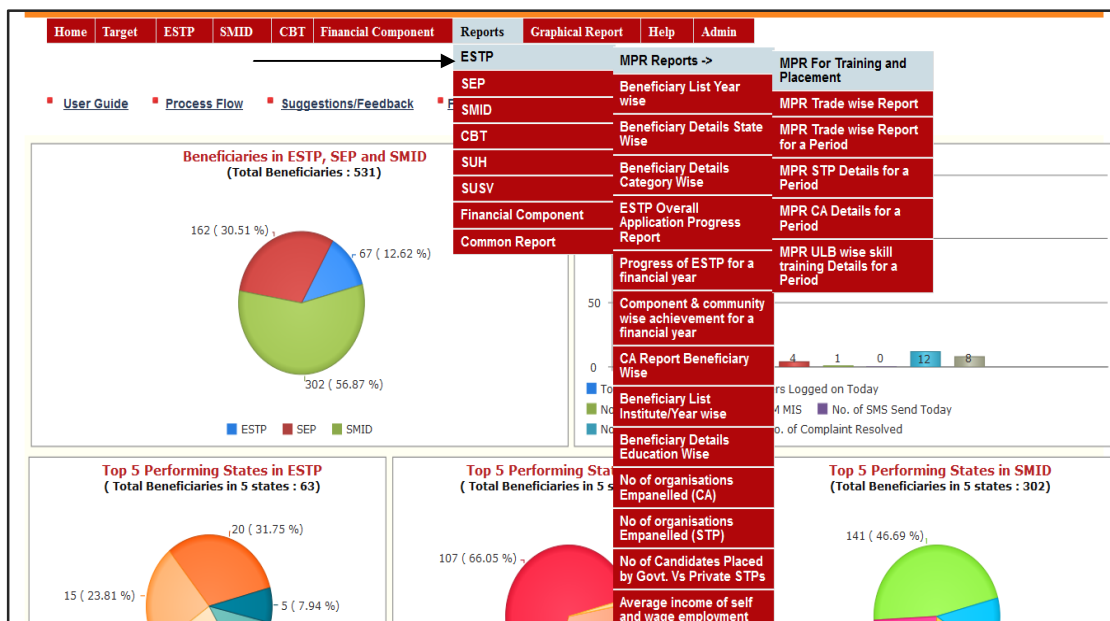 Home Target ESTP SMID CBT Financial Component Reports Graphical Report Help Admin
ESTP
SEP
SMID
CBT
SUH
SUSV
Financial Component
Common Report
MPR Reports ->
Beneficiary List Year
wise
Beneficiary Details State
Wise
Beneficiary Details
Category Wise
ESTP Overall
Application Progress
Report
Progress of ESTP for a
financial year
Component & community
wise achievement for a
financial year
CA Report Beneficiary
Wise
Beneficiary List
Institute/Year wise
Beneficiary Details
Education Wise
No of organisations
Empanelled (CA)
No of organisations
Empanelled (STP)
No of Candidates Placed
by Govt. Vs Private STPs
Average income of self
and wage employment
MPR For Training and
Placement
MPR Trade wise Report
MPR Trade wise Report
for a Period
MPR STP Details for a
Period
MPR CA Details for a
Period
MPR ULB wise skill
training Details for a
Period
User Guide Process Flow Suggestions/Feedback
Beneficiaries in ESTP, SEP and SMID
(Total Beneficiaries : 531)
162 ( 30.51 %)
67 ( 12.62 %)
302 ( 56.87 %)
ESTP SEP SMID
50
0
4 1 0 12 8
Logged on Today
MIS No. of SMS Send Today
of Complaint Resolved
Top 5 Performing States in ESTP
( Total Beneficiaries in 5 states : 63)
20 ( 31.75 %)
15 ( 23.81 %)
5 ( 7.94 %)
Top 5 Performing
( Total Beneficiaries in 5
107 ( 66.05 %)
Top 5 Performing States in SMID
(Total Beneficiaries in 5 states : 302)
141 ( 46.69 %)